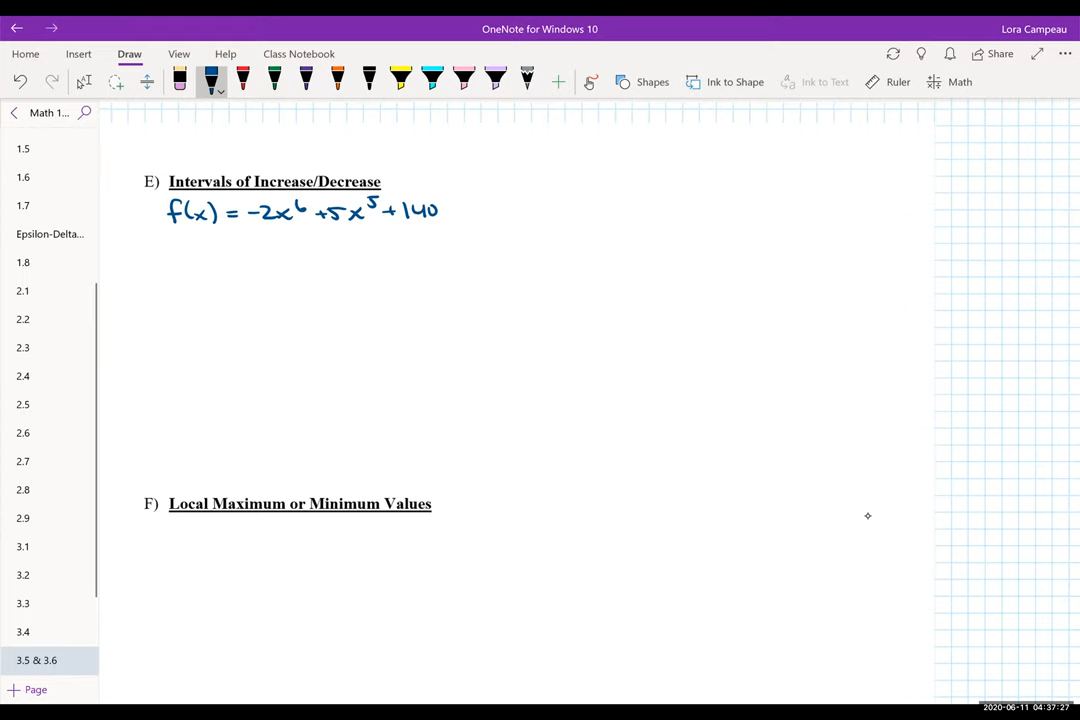 OneNote for Windows 10
Lora Campeau
Home Insert Draw View Help Class Notebook
Share
Shapes Ink to Shape Ink to Text Ruler Math
Math 1...
1.5
1.6
1.7
Epsilon-Delta...
1.8
2.1
2.2
2.3
2.4
2.5
2.6
2.7
2.8
2.9
3.1
3.2
3.3
3.4
3.5 & 3.6
+ Page
E) Intervals of Increase/Decrease
f(x) = -2x⁶ +5x⁵ +140
F) Local Maximum or Minimum Values
2020-06-11 04:37:27